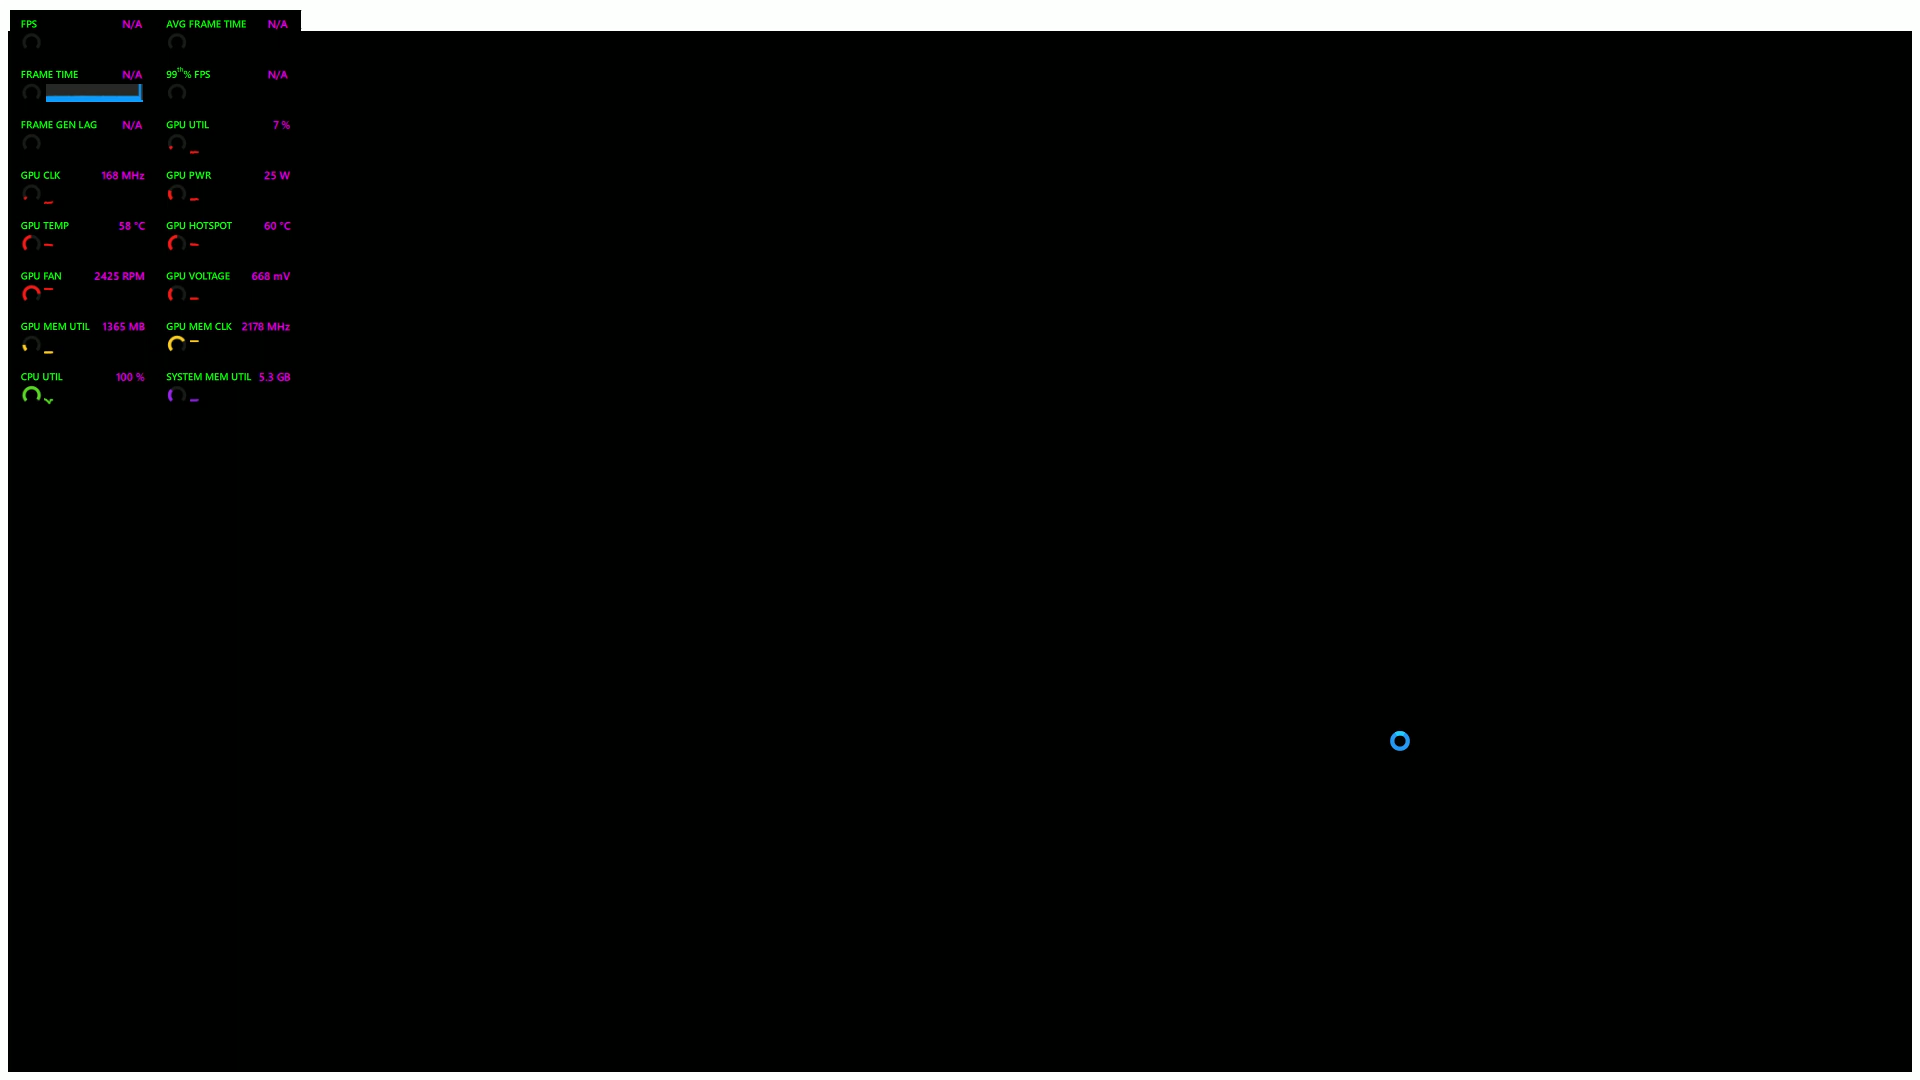 FPS N/A AVG FRAME TIME N/A
FRAME TIME N/A 99th% FPS N/A
FRAME GEN LAG N/A GPU UTIL 7 %
GPU CLK 168 MHz GPU PWR 25 W
GPU TEMP 58 °C GPU HOTSPOT 60 °C
GPU FAN 2425 RPM GPU VOLTAGE 668 mV
GPU MEM UTIL 1365 MB GPU MEM CLK 2178 MHz
CPU UTIL 100 % SYSTEM MEM UTIL 5.3 GB